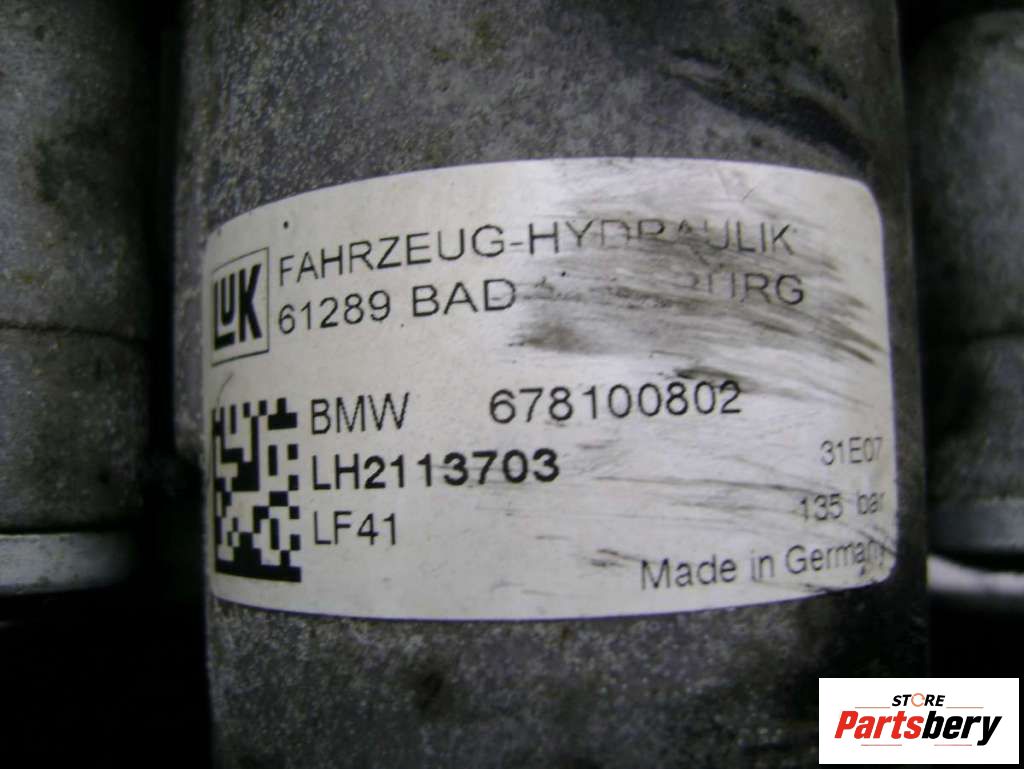 LUK
FAHRZEUG-HYDRAULIK
61289 BAD
BMW 678100802
LH2113703
31E07
LF41
135 bar
Made in Germany
STORE
Partsbery